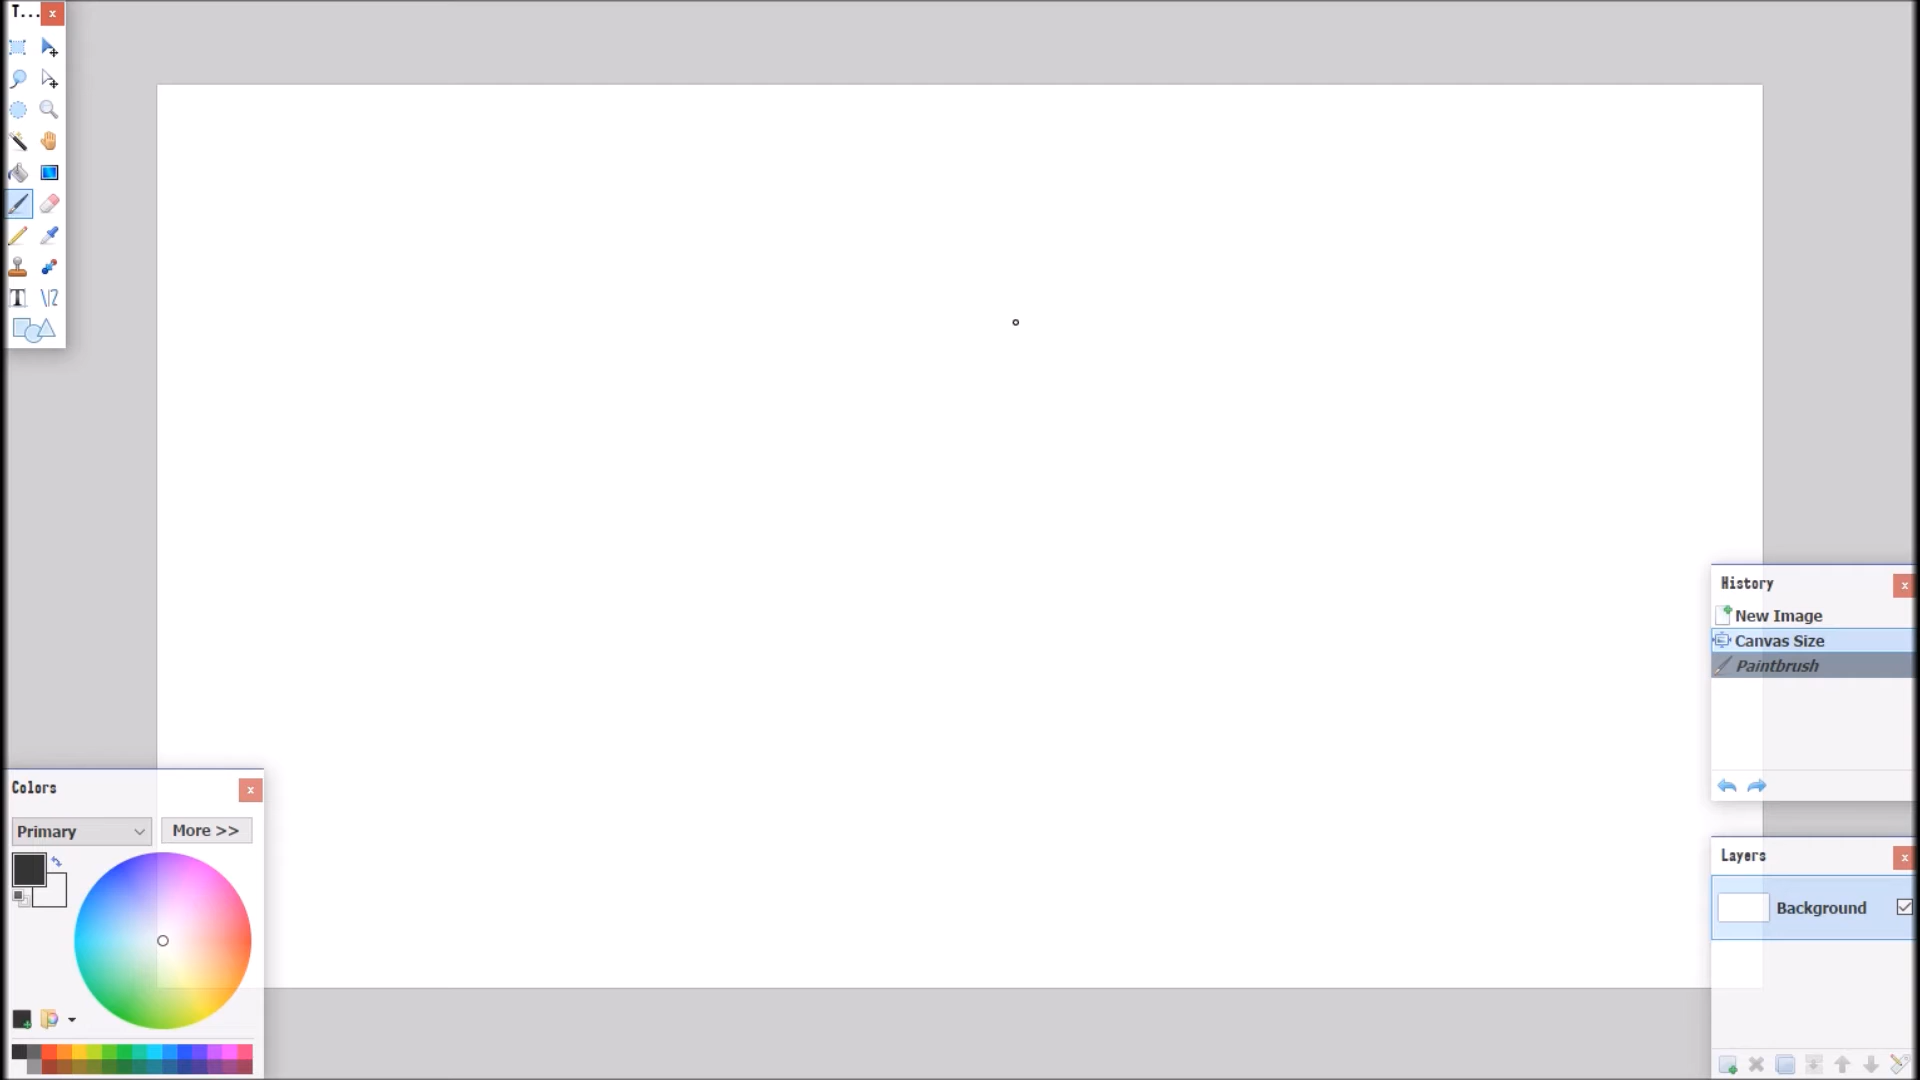 T...
Colors
Primary
More >>
History
New Image
Canvas Size
Paintbrush
Layers
Background